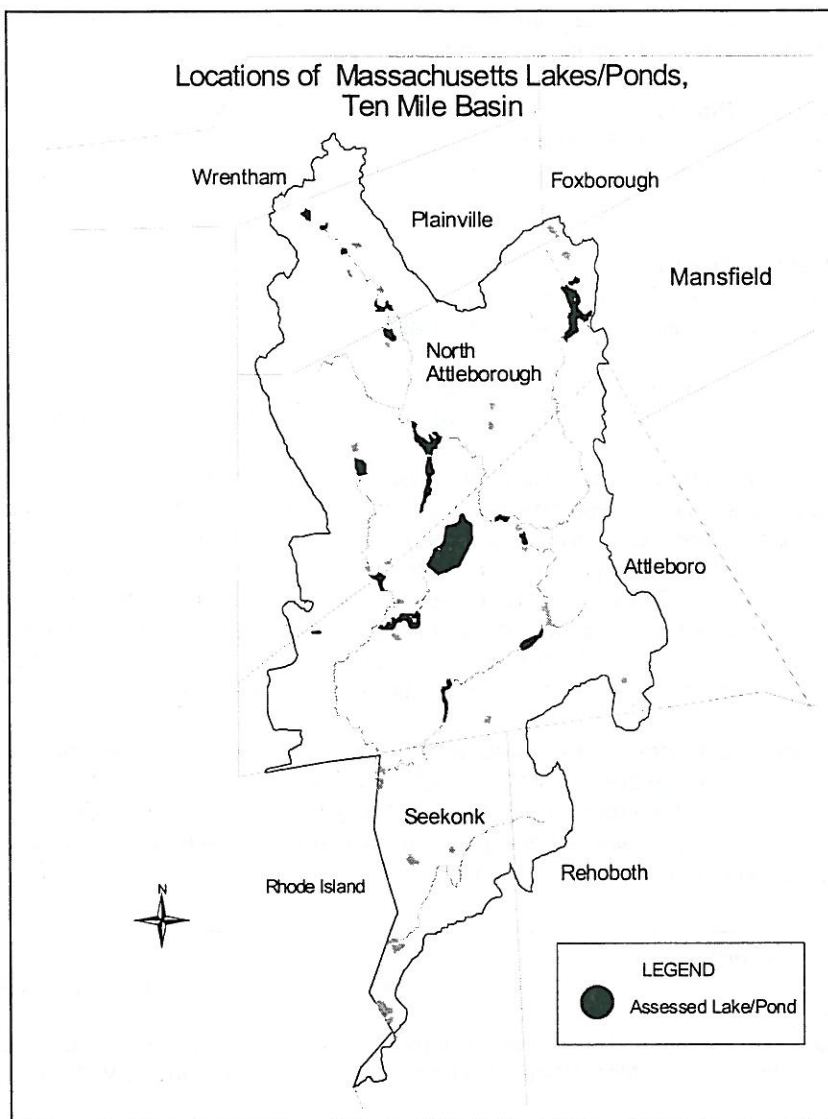 Locations of Massachusetts Lakes/Ponds,
Ten Mile Basin
Wrentham
Foxborough
Plainville
Mansfield
North
Attleborough
Attleboro
Seekonk
Rhode Island
Rehoboth
N
LEGEND
Assessed Lake/Pond